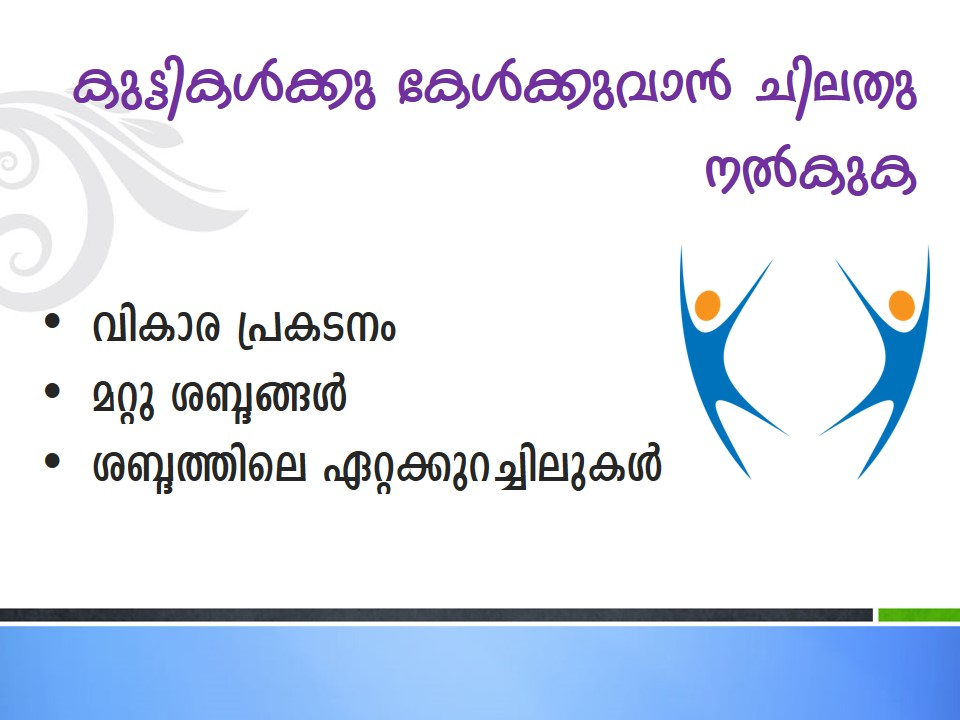 കുട്ടികൾക്കു കേൾക്കുവാൻ ചിലതു
നൽകുക
• വികാര പ്രകടനം
• മറ്റു ശബ്ദങ്ങൾ
• ശബ്ദത്തിലെ ഏറ്റക്കുറച്ചിലുകൾ